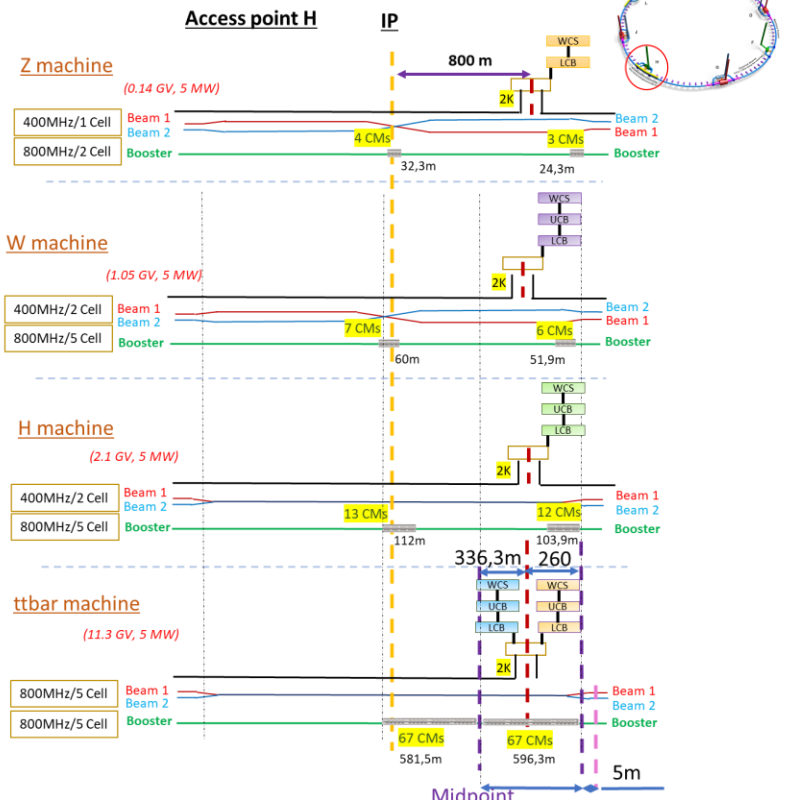 Access point H
IP
WCS
LCB
Z machine
800 m
(0.14 GV, 5 MW)
2K
400MHz/1 Cell
Beam 1
Beam 2
Beam 2
Beam 1
4 CMs
3 CMs
800MHz/2 Cell
Booster
Booster
32,3m
24,3m
WCS
UCB
LCB
W machine
(1.05 GV, 5 MW)
2K
400MHz/2 Cell
Beam 1
Beam 2
Beam 2
Beam 1
7 CMs
6 CMs
800MHz/5 Cell
Booster
Booster
60m
51,9m
WCS
UCB
LCB
H machine
(2.1 GV, 5 MW)
2K
400MHz/2 Cell
Beam 1
Beam 2
Beam 1
Beam 2
13 CMs
12 CMs
800MHz/5 Cell
Booster
Booster
112m
103,9m
336,3m
260
WCS
UCB
LCB
WCS
UCB
LCB
ttbar machine
(11.3 GV, 5 MW)
2K
800MHz/5 Cell
Beam 1
Beam 2
Beam 1
Beam 2
800MHz/5 Cell
Booster
Booster
67 CMs
67 CMs
581,5m
596,3m
5m
Midpoint